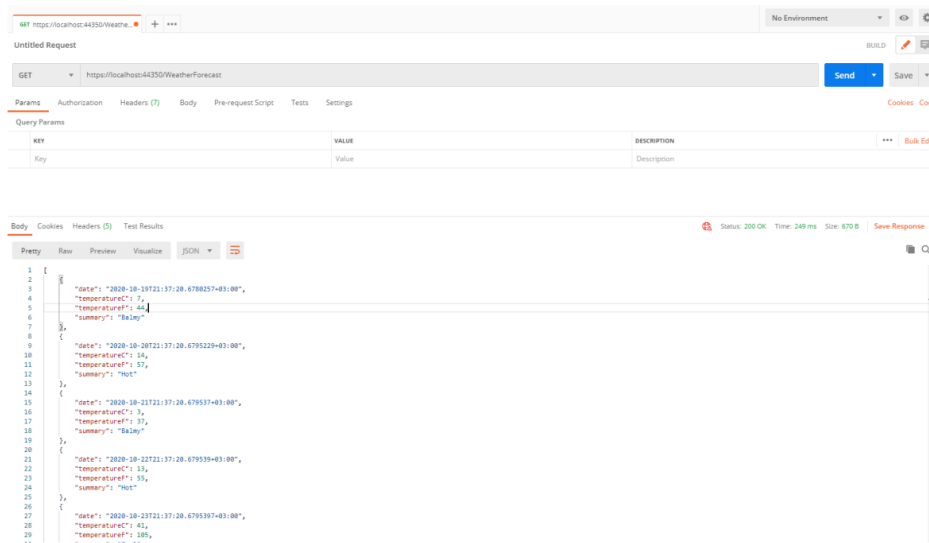 GET https://localhost:44350/Weathe.. + •••
No Environment
Untitled Request
BUILD
GET https://localhost:44350/WeatherForecast Send Save
Params Authorization Headers (7) Body Pre-request Script Tests Settings Cookies Co
Query Params
KEY VALUE DESCRIPTION ••• Bulk Ed
Key Value Description
Body Cookies Headers (5) Test Results Status: 200 OK Time: 249 ms Size: 670 B Save Response
Pretty Raw Preview Visualize JSON
1 [
2 {
3 "date": "2020-10-19T21:37:20.6780257+03:00",
4 "temperatureC": 7,
5 "temperatureF": 44,
6 "summary": "Balmy"
7 },
8 {
9 "date": "2020-10-20T21:37:20.6795229+03:00",
10 "temperatureC": 14,
11 "temperatureF": 57,
12 "summary": "Hot"
13 },
14 {
15 "date": "2020-10-21T21:37:20.679537+03:00",
16 "temperatureC": 3,
17 "temperatureF": 37,
18 "summary": "Balmy"
19 },
20 {
21 "date": "2020-10-22T21:37:20.679539+03:00",
22 "temperatureC": 13,
23 "temperatureF": 55,
24 "summary": "Hot"
25 },
26 {
27 "date": "2020-10-23T21:37:20.6795397+03:00",
28 "temperatureC": 41,
29 "temperatureF": 105,